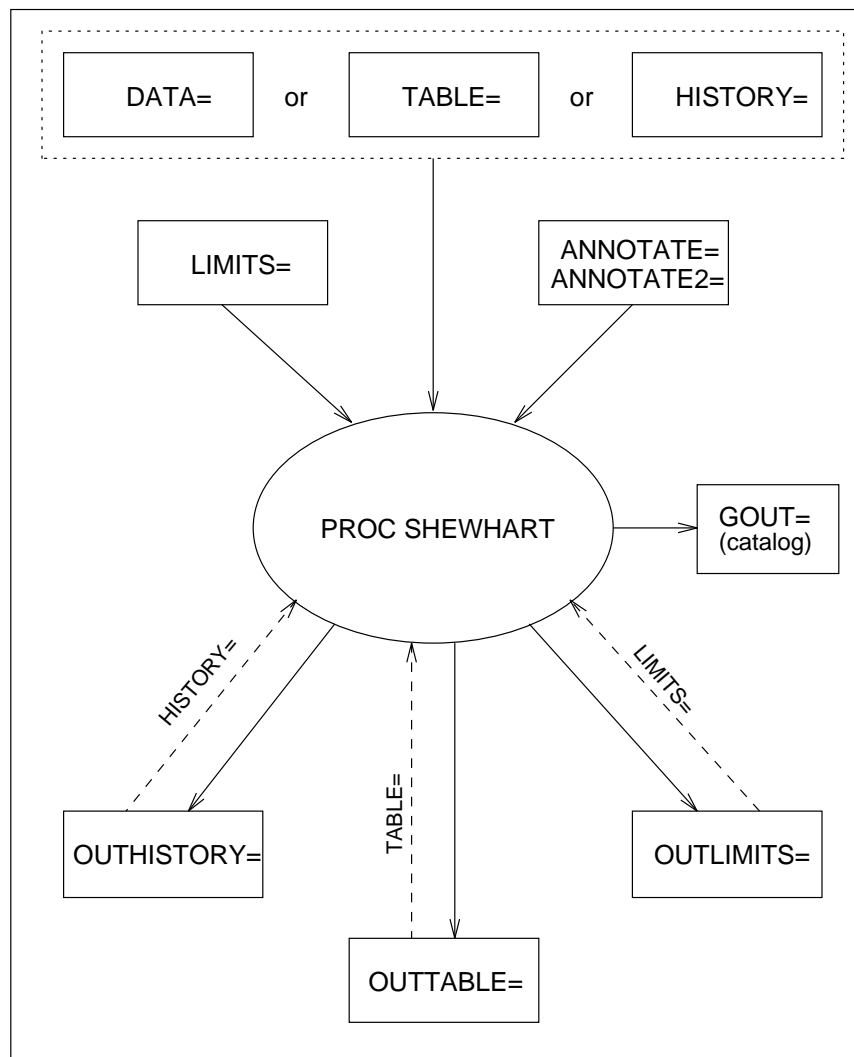 DATA= or TABLE= or HISTORY=
LIMITS=
ANNOTATE=
ANNOTATE2=
PROC SHEWHART
GOUT=
(catalog)
HISTORY=
TABLE=
LIMITS=
OUTHISTORY=
OUTLIMITS=
OUTTABLE=